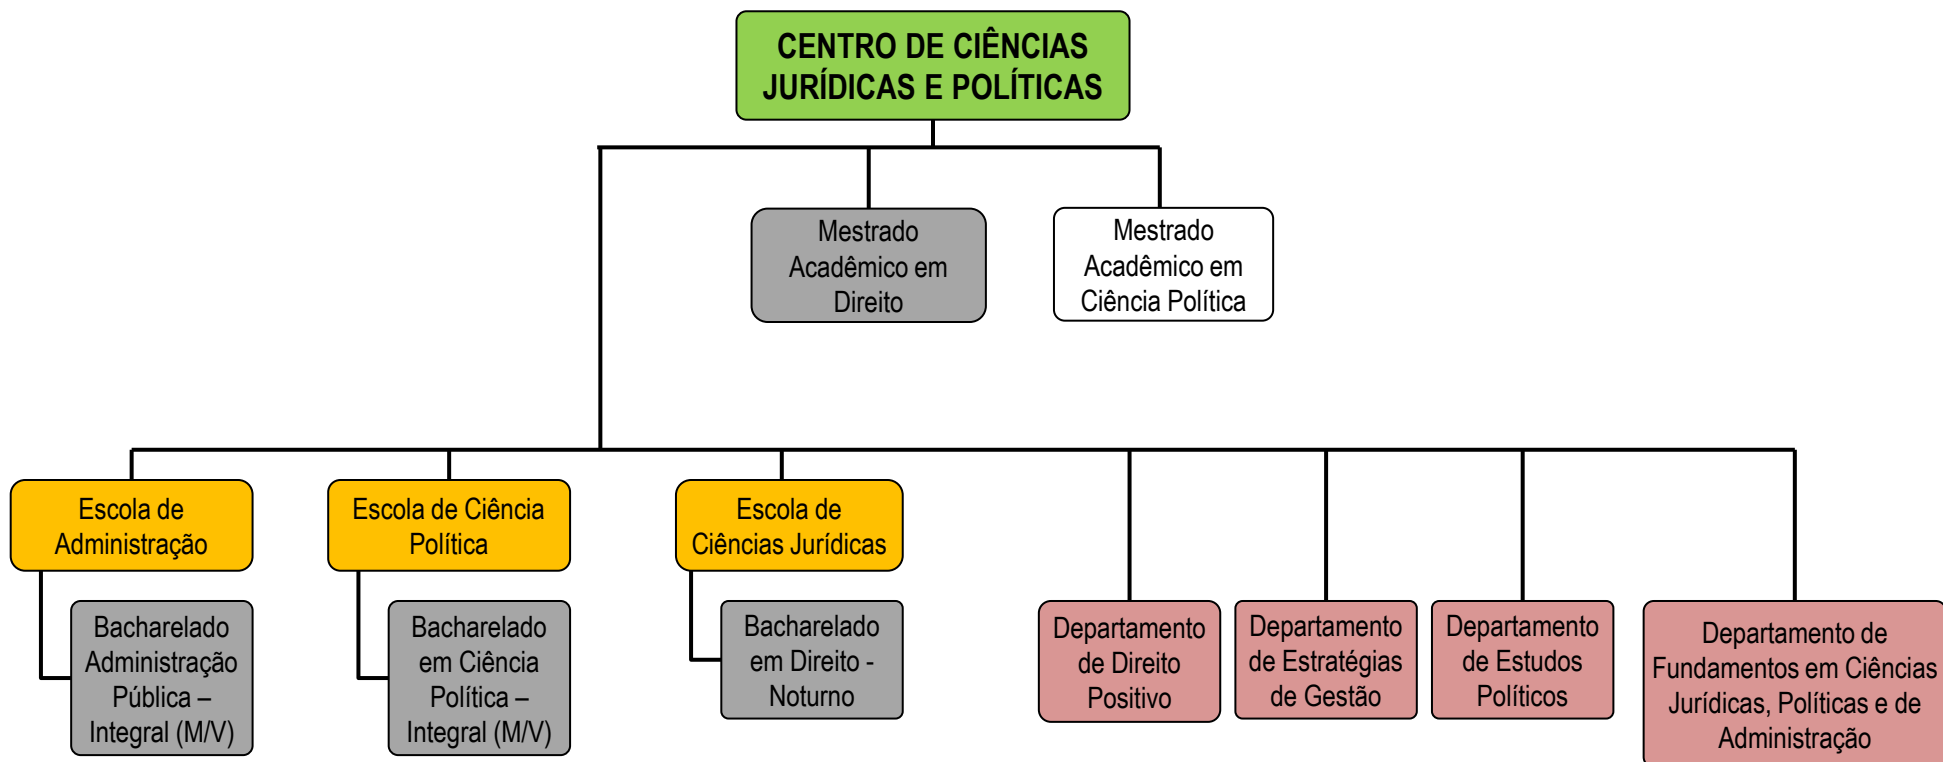 CENTRO DE CIÊNCIAS
JURÍDICAS E POLÍTICAS
Mestrado
Acadêmico em
Direito
Mestrado
Acadêmico em
Ciência Política
Escola de
Administração
Escola de Ciência
Política
Escola de
Ciências Jurídicas
Bacharelado
Administração
Pública –
Integral (M/V)
Bacharelado
em Ciência
Política –
Integral (M/V)
Bacharelado
em Direito -
Noturno
Departamento
de Direito
Positivo
Departamento
de Estratégias
de Gestão
Departamento
de Estudos
Políticos
Departamento de
Fundamentos em Ciências
Jurídicas, Políticas e de
Administração